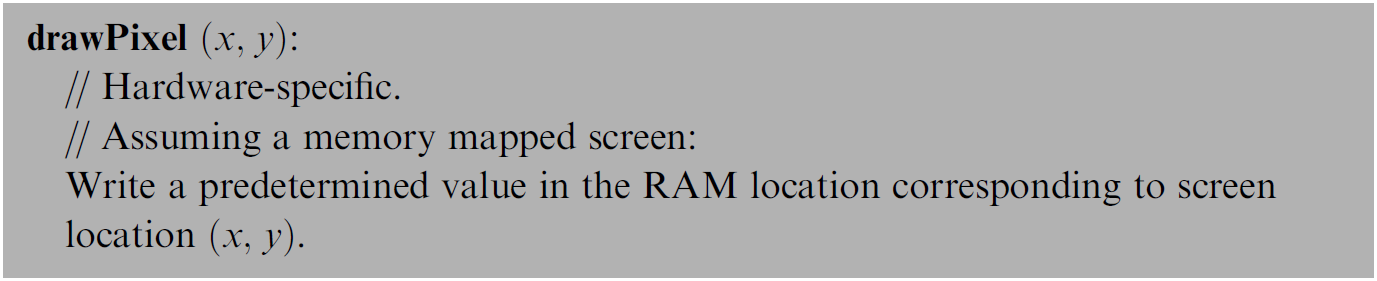 drawPixel (x, y):
// Hardware-specific.
// Assuming a memory mapped screen:
Write a predetermined value in the RAM location corresponding to screen
location (x, y).